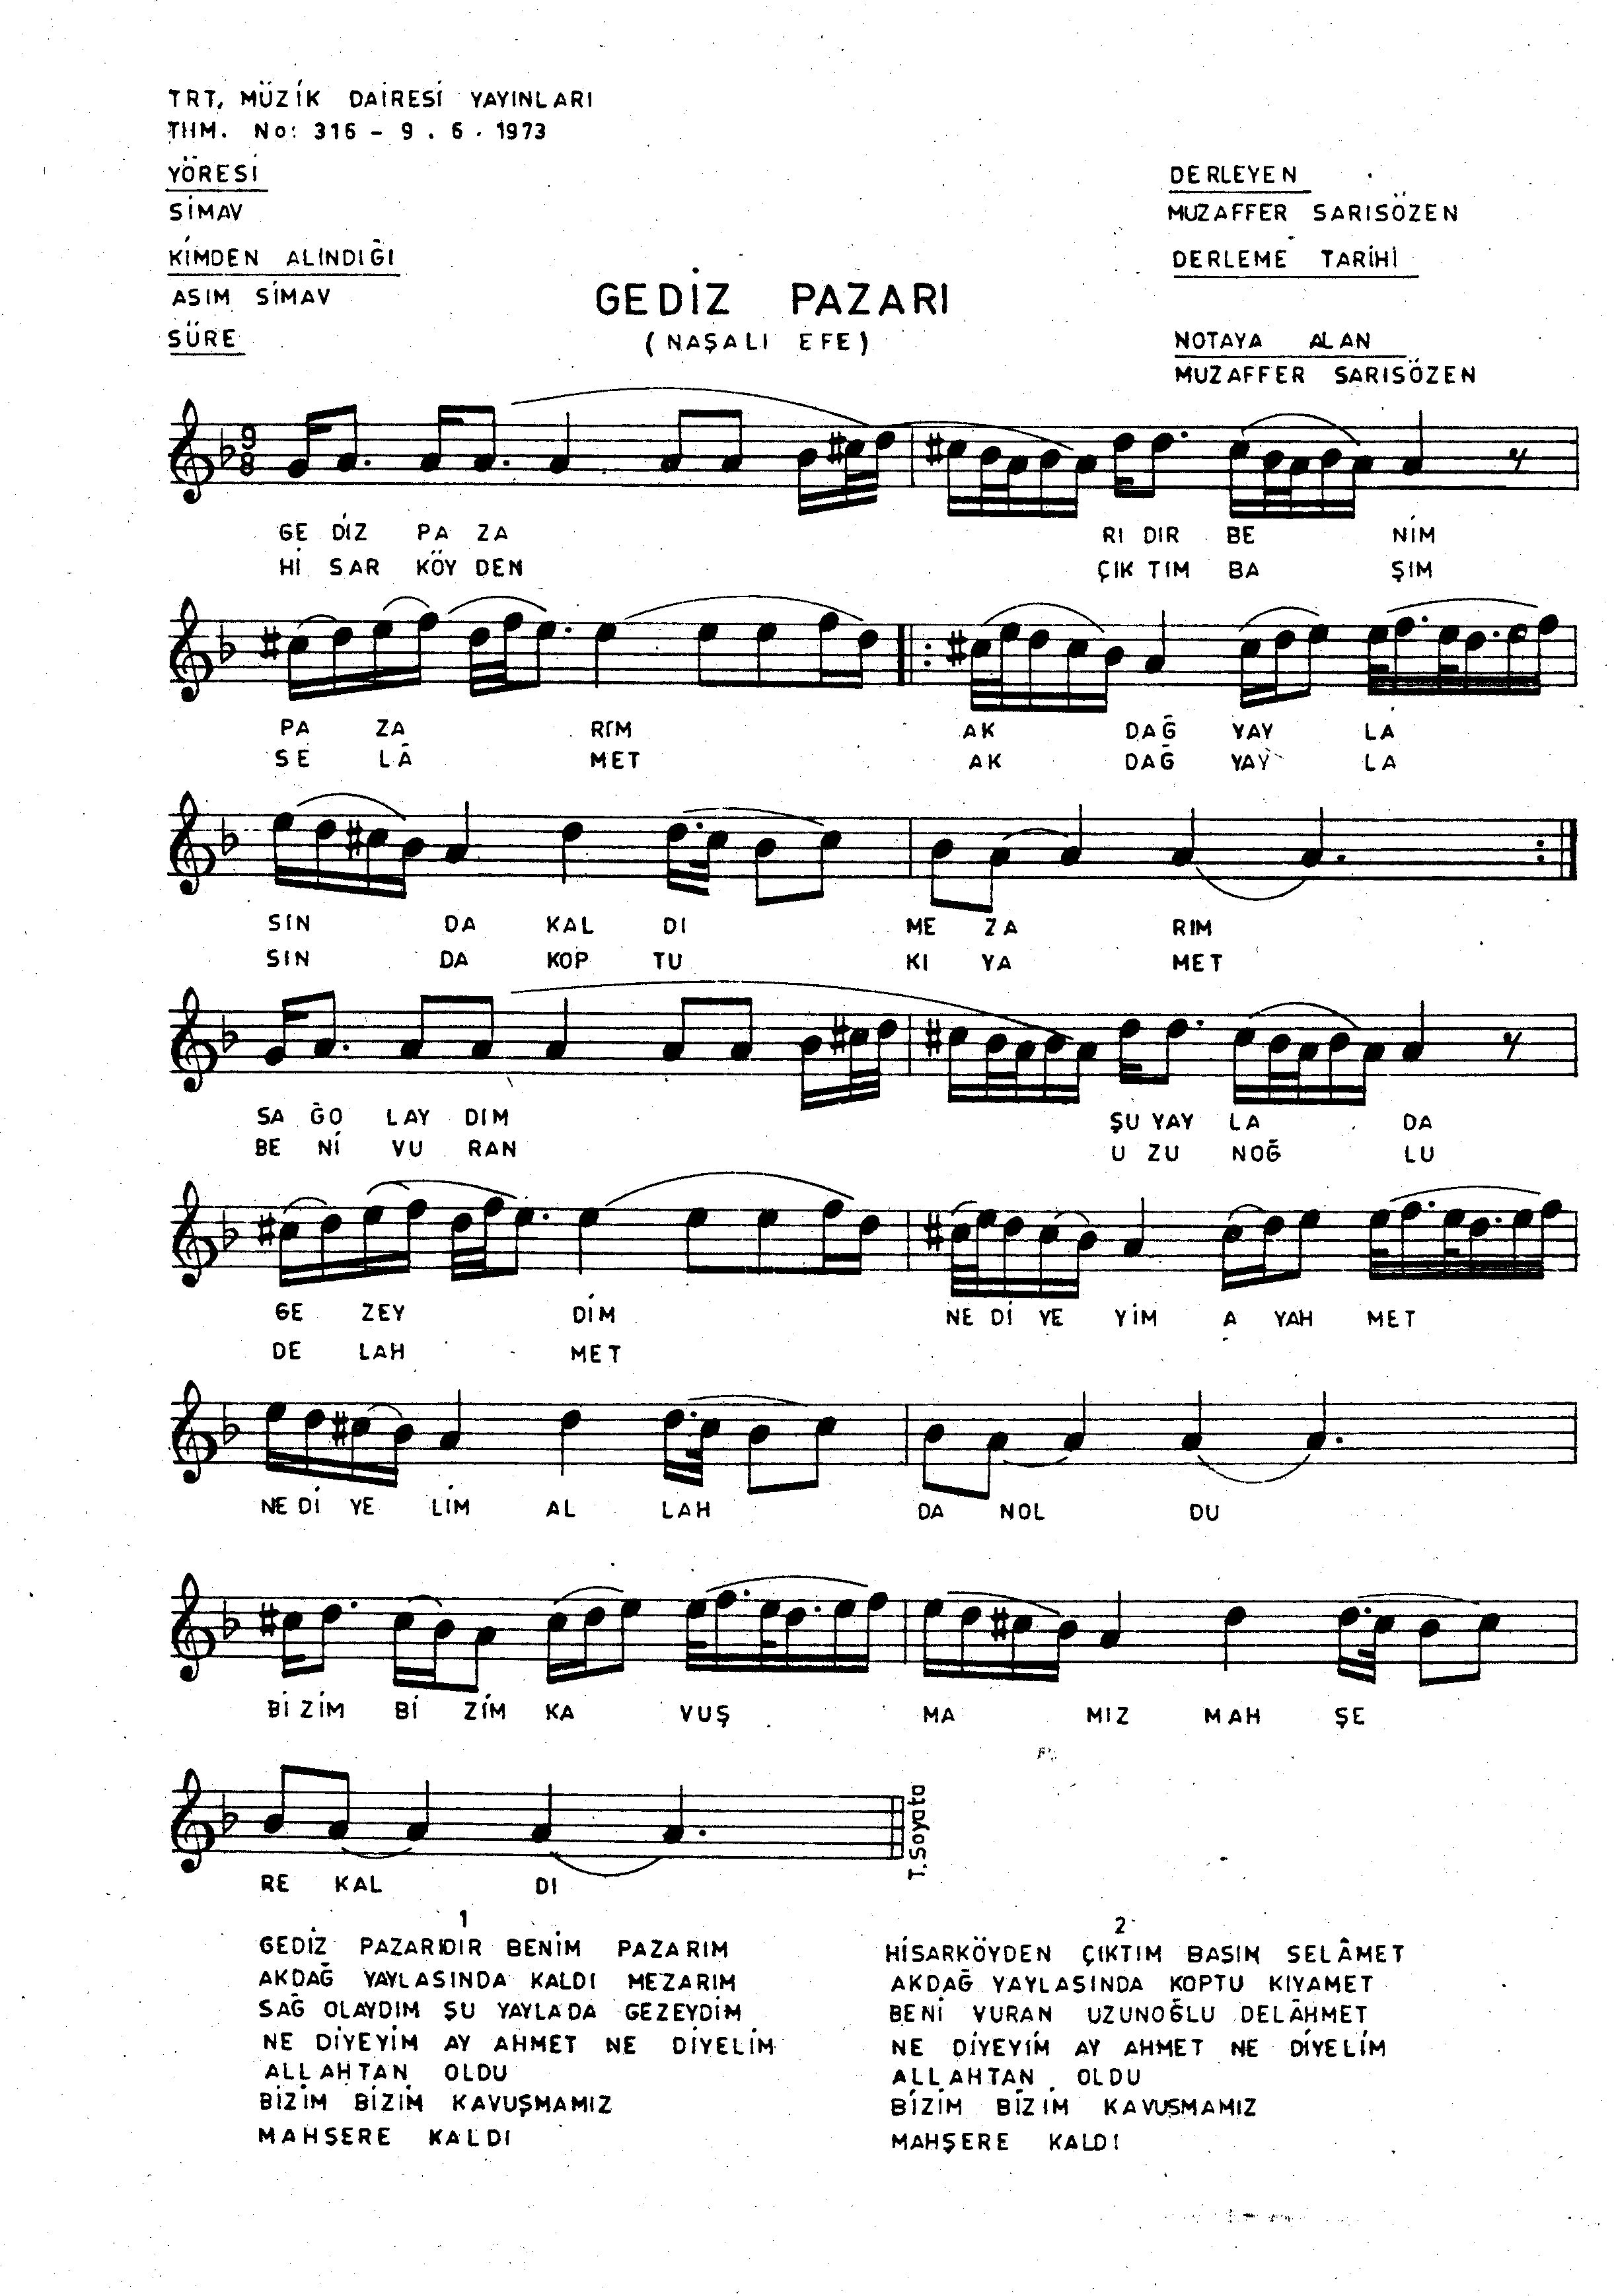 TRT, MÜZİK DAİRESİ YAYINLARI
THM. No: 316 - 9 . 6 . 1973
YÖRESİ
SİMAV
KİMDEN ALINDIĞI
ASIM SİMAV
SÜRE
DERLEYEN
MUZAFFER SARISÖZEN
DERLEME TARİHİ
NOTAYA ALAN
MUZAFFER SARISÖZEN
GEDİZ PAZARI
(NAŞALI EFE)
9
8
GE DİZ PA ZA RI DIR BE NİM
Hİ SAR KÖY DEN ÇIK TIM BA ŞIM
PA ZA RIM AK DAĞ YAY LA
SE LÂ MET AK DAĞ YAY LA
SIN DA KAL DI ME ZA RIM
SIN DA KOP TU KI YA MET
SA ĞO LAY DIM ŞU YAY LA DA
BE Nİ VU RAN U ZU NOĞ LU
GE ZEY DİM NE Dİ YE YİM A YAH MET
DE LAH MET
NE Dİ YE LİM AL LAH DA NOL DU
Bİ ZİM Bİ ZİM KA VUŞ MA MIZ MAH ŞE
RE KAL DI
T. Soyata
1
GEDİZ PAZARIDIR BENİM PAZARIM
AKDAĞ YAYLASINDA KALDI MEZARIM
SAĞ OLAYDIM ŞU YAYLADA GEZEYDİM
NE DİYEYİM AY AHMET NE DİYELİM
ALLAHTAN OLDU
BİZİM BİZİM KAVUŞMAMIZ
MAHŞERE KALDI
2
HİSARKÖYDEN ÇIKTIM BASIM SELÂMET
AKDAĞ YAYLASINDA KOPTU KIYAMET
BENİ VURAN UZUNOĞLU DELÂHMET
NE DİYEYİM AY AHMET NE DİYELİM
ALLAHTAN OLDU
BİZİM BİZİM KAVUŞMAMIZ
MAHŞERE KALDI